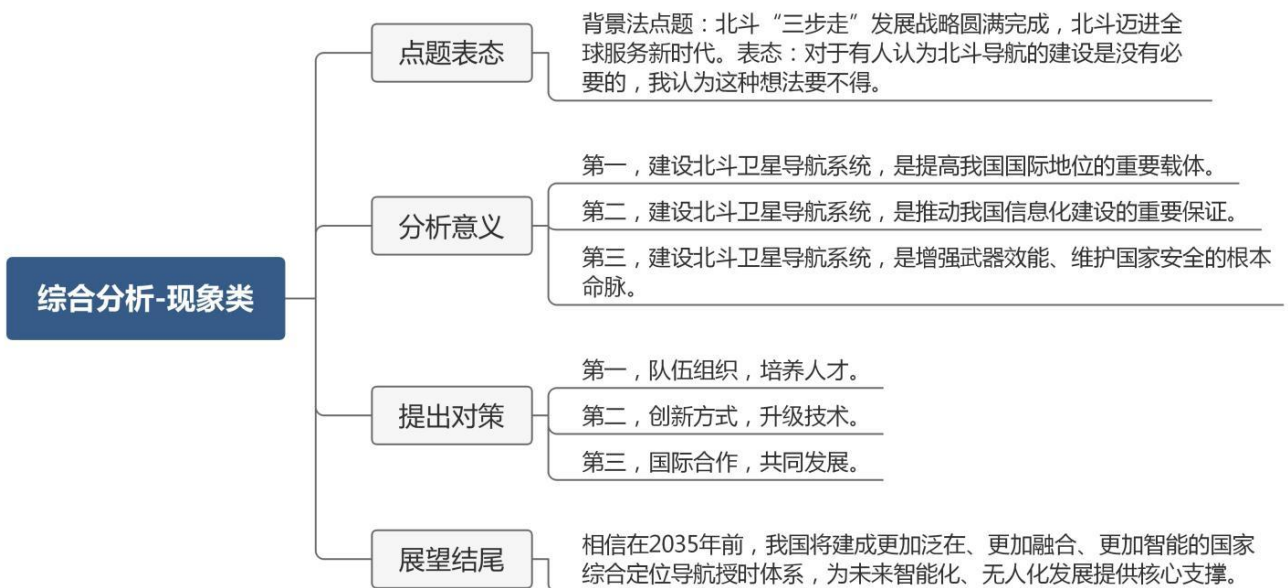 综合分析-现象类
点题表态
背景法点题：北斗“三步走”发展战略圆满完成，北斗迈进全
球服务新时代。表态：对于有人认为北斗导航的建设是没有必
要的，我认为这种想法要不得。
分析意义
第一，建设北斗卫星导航系统，是提高我国国际地位的重要载体。
第二，建设北斗卫星导航系统，是推动我国信息化建设的重要保证。
第三，建设北斗卫星导航系统，是增强武器效能、维护国家安全的根本
命脉。
提出对策
第一，队伍组织，培养人才。
第二，创新方式，升级技术。
第三，国际合作，共同发展。
展望结尾
相信在2035年前，我国将建成更加泛在、更加融合、更加智能的国家
综合定位导航授时体系，为未来智能化、无人化发展提供核心支撑。